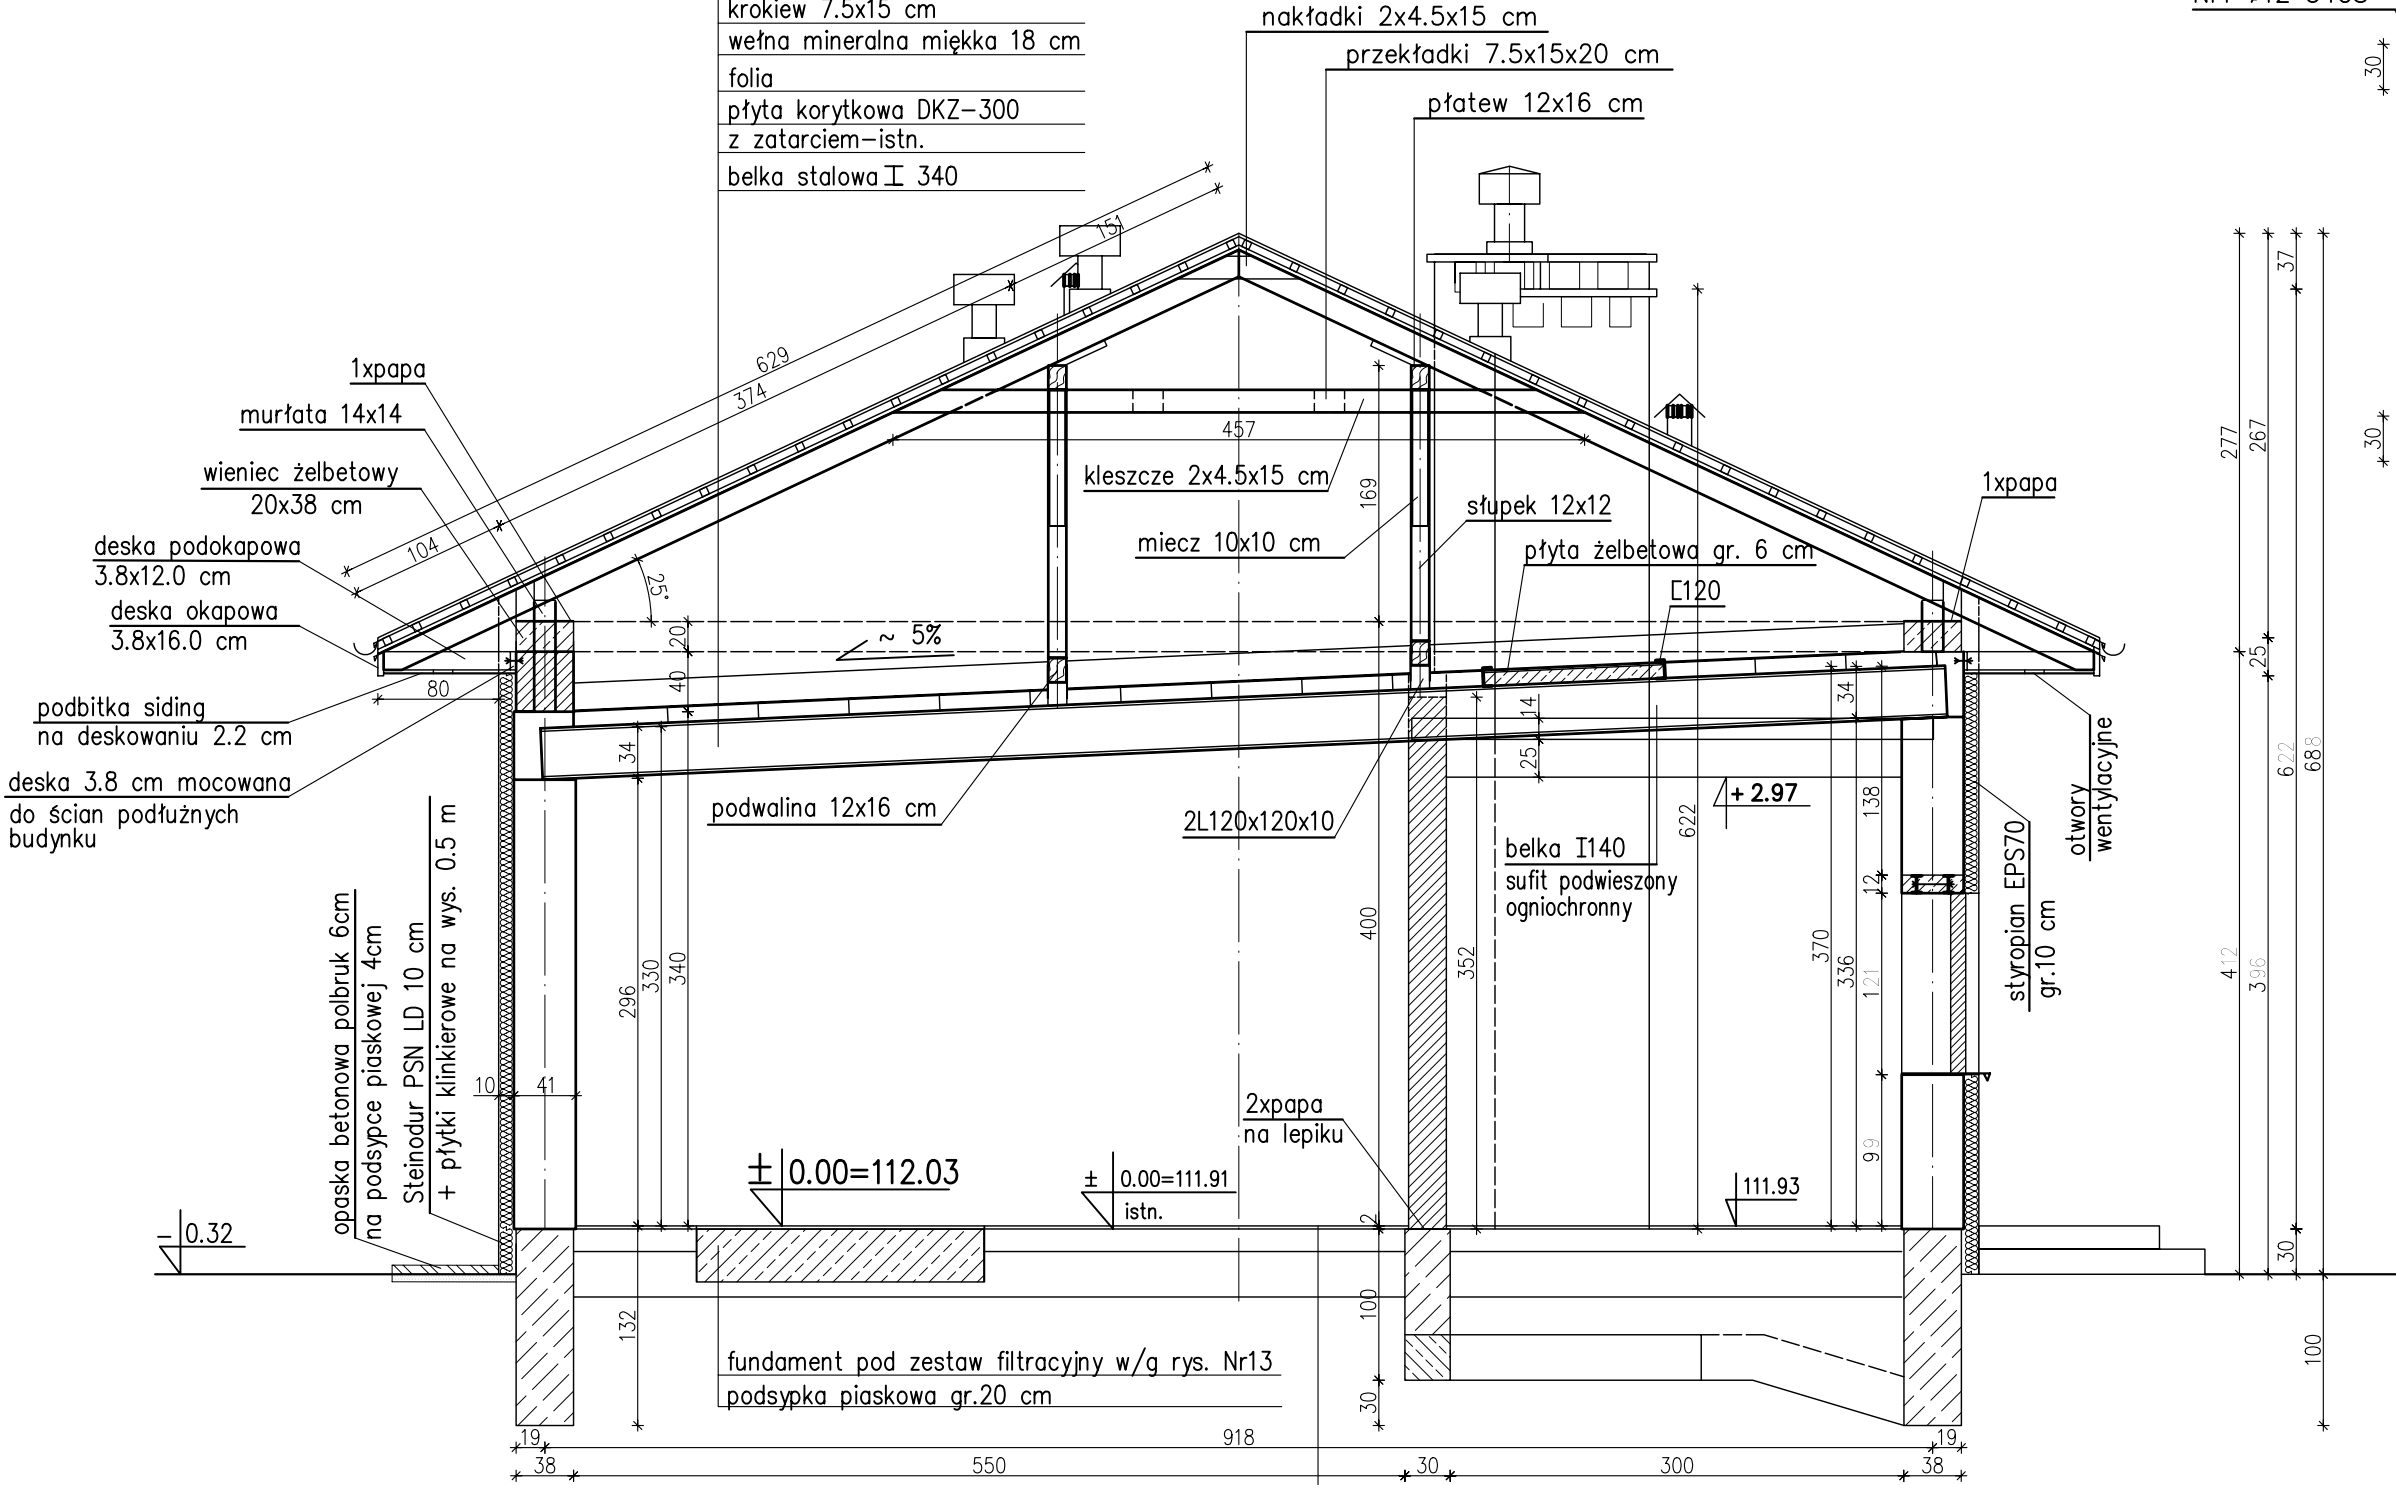 krokiew 7.5x15 cm
wełna mineralna miękka 18 cm
folia
płyta korytkowa DKZ-300
z zatarciem-istn.
belka stalowa I 340
nakładki 2x4.5x15 cm
przekładki 7.5x15x20 cm
płatew 12x16 cm
30
30
151
629
374
104
1xpapa
murłata 14x14
wieniec żelbetowy
20x38 cm
deska podokapowa
3.8x12.0 cm
deska okapowa
3.8x16.0 cm
80
podbitka siding
na deskowaniu 2.2 cm
deska 3.8 cm mocowana
do ścian podłużnych
budynku
25°
20
40
~ 5%
457
kleszcze 2x4.5x15 cm
169
słupek 12x12
miecz 10x10 cm
płyta żelbetowa gr. 6 cm
[120
1xpapa
37
277
267
25
622
688
412
396
30
100
34
296
330
340
podwalina 12x16 cm
2L120x120x10
14
25
34
+2.97
622
belka I140
sufit podwieszony
ogniochronny
138
12
121
99
370
336
352
400
otwory
wentylacyjne
styropian EPS70
gr.10 cm
opaska betonowa polbruk 6cm
na podsypce piaskowej 4cm
Steinodur PSN LD 10 cm
+ płytki klinkierowe na wys. 0.5 m
10
41
2xpapa
na lepiku
± 0.00=112.03
± 0.00=111.91
istn.
111.93
2
-0.32
132
100
30
fundament pod zestaw filtracyjny w/g rys. Nr13
podsypka piaskowa gr.20 cm
19
918
19
38
550
30
300
38